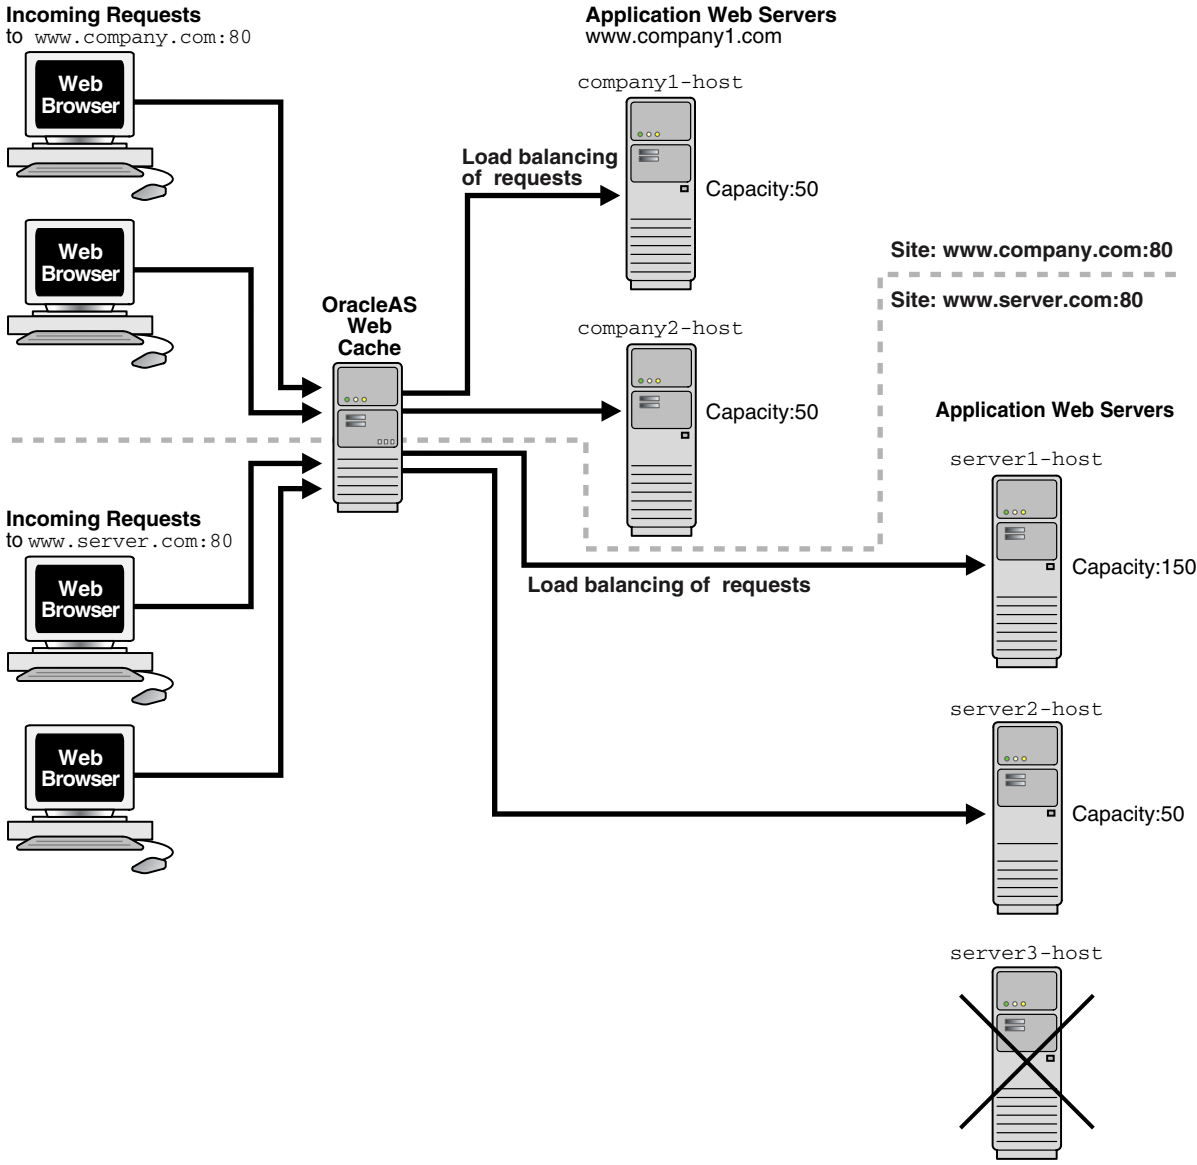 Incoming Requests
to www.company.com:80
Web
Browser
Web
Browser
Application Web Servers
www.company1.com
company1-host
Load balancing
of requests
Capacity:50
Site: www.company.com:80
Site: www.server.com:80
OracleAS
Web
Cache
company2-host
Capacity:50
Application Web Servers
server1-host
Capacity:150
Incoming Requests
to www.server.com:80
Web
Browser
Web
Browser
Load balancing of requests
server2-host
Capacity:50
server3-host